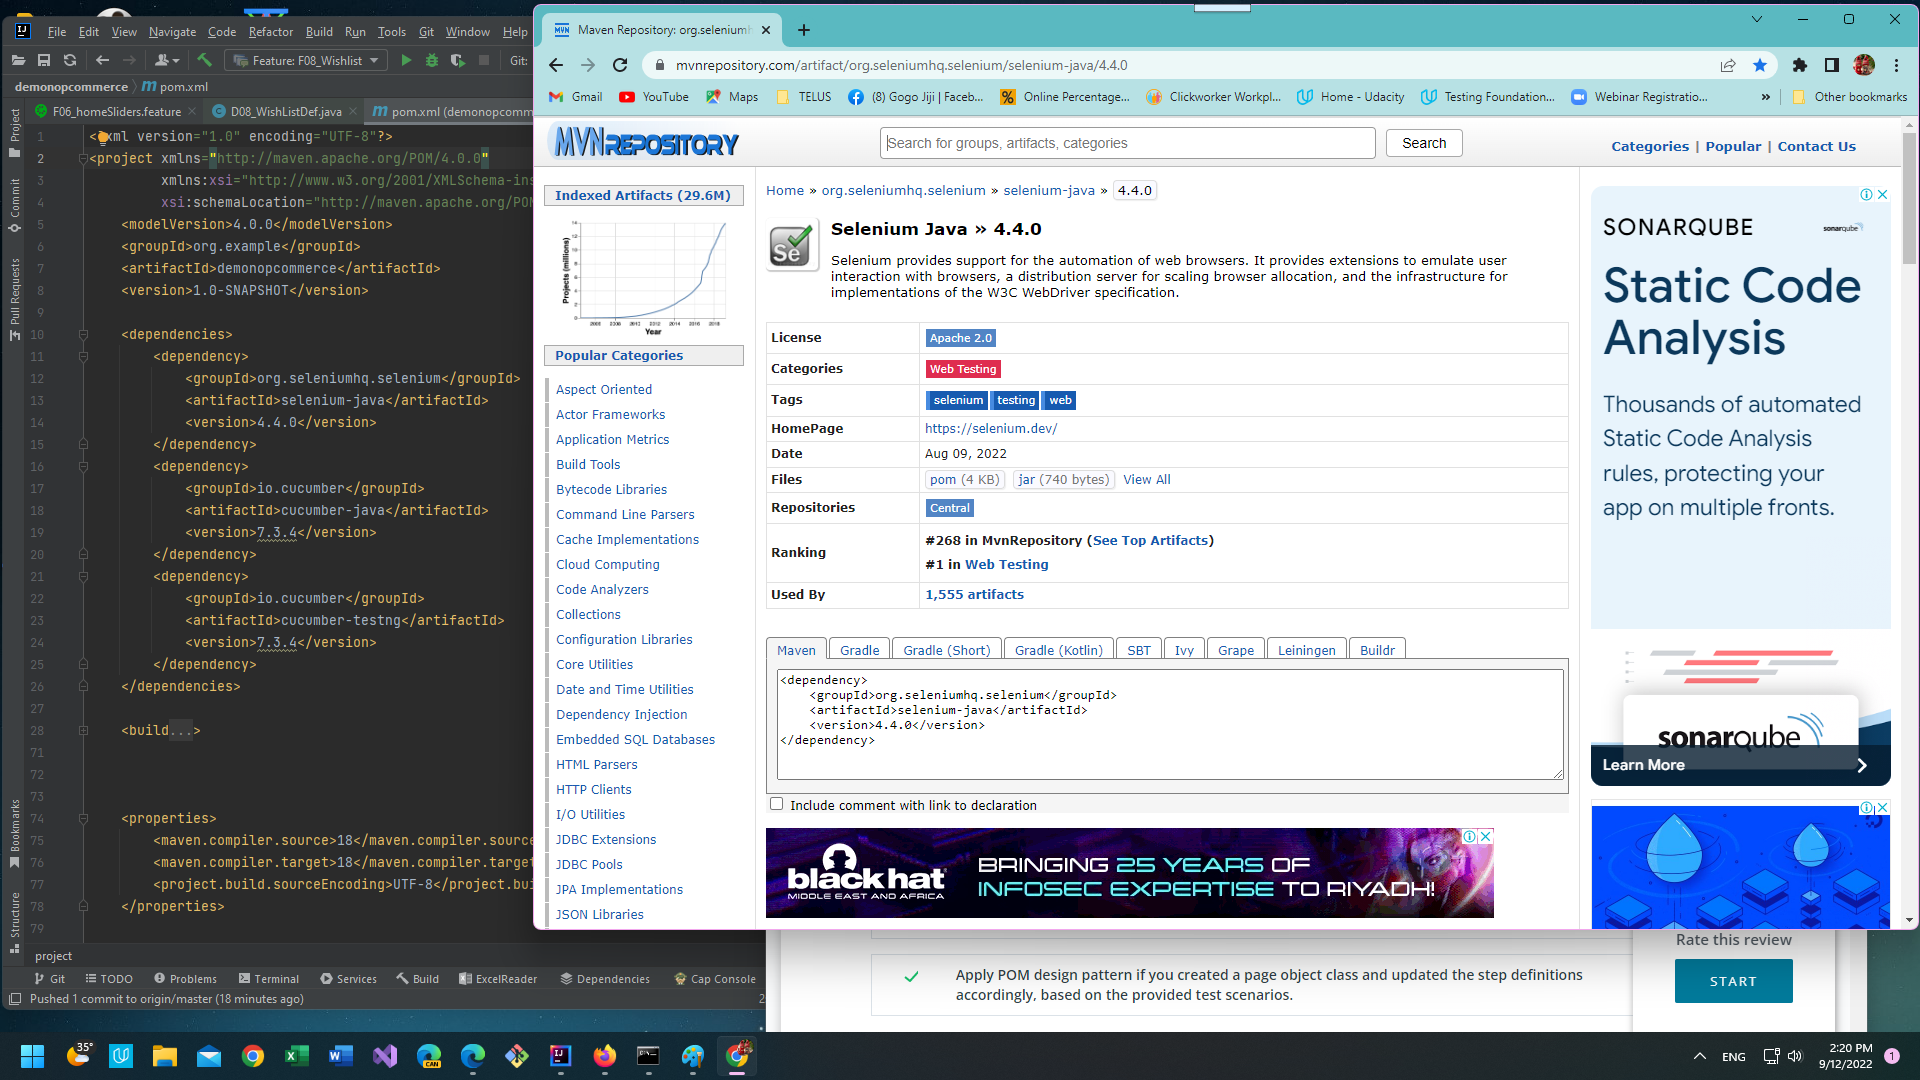 File Edit View Navigate Code Refactor Build Run Tools Git Window Help
Feature: F08_Wishlist
Git:
demonopcommerce
pom.xml
F06_homeSliders.feature
D08_WishListDef.java
pom.xml (demonopcomm
Project
Commit
Pull Requests
Bookmarks
Structure
1 <?xml version="1.0" encoding="UTF-8"?>
2 <project xmlns="http://maven.apache.org/POM/4.0.0"
3 xmlns:xsi="http://www.w3.org/2001/XMLSchema-ins
4 xsi:schemaLocation="http://maven.apache.org/POM
5 <modelVersion>4.0.0</modelVersion>
6 <groupId>org.example</groupId>
7 <artifactId>demonopcommerce</artifactId>
8 <version>1.0-SNAPSHOT</version>
9
10 <dependencies>
11 <dependency>
12 <groupId>org.seleniumhq.selenium</groupId>
13 <artifactId>selenium-java</artifactId>
14 <version>4.4.0</version>
15 </dependency>
16 <dependency>
17 <groupId>io.cucumber</groupId>
18 <artifactId>cucumber-java</artifactId>
19 <version>7.3.4</version>
20 </dependency>
21 <dependency>
22 <groupId>io.cucumber</groupId>
23 <artifactId>cucumber-testng</artifactId>
24 <version>7.3.4</version>
25 </dependency>
26 </dependencies>
27
28 <build...>
71
72
73
74 <properties>
75 <maven.compiler.source>18</maven.compiler.source
76 <maven.compiler.target>18</maven.compiler.target
77 <project.build.sourceEncoding>UTF-8</project.bui
78 </properties>
79
project
Git TODO Problems Terminal Services Build ExcelReader Dependencies Cap Console
Pushed 1 commit to origin/master (18 minutes ago)
2
MVN
Maven Repository: org.seleniumh
mvnrepository.com/artifact/org.seleniumhq.selenium/selenium-java/4.4.0
Gmail YouTube Maps TELUS (8) Gogo Jiji | Faceb... Online Percentage... Clickworker Workpl... Home - Udacity Testing Foundation... Webinar Registratio... » Other bookmarks
MVNREPOSITORY
Search for groups, artifacts, categories
Search
Categories | Popular | Contact Us
Indexed Artifacts (29.6M)
Projects (millions)
14
12
10
8
6
4
2
0
2006 2008 2010 2012 2014 2016 2018
Year
Popular Categories
Aspect Oriented
Actor Frameworks
Application Metrics
Build Tools
Bytecode Libraries
Command Line Parsers
Cache Implementations
Cloud Computing
Code Analyzers
Collections
Configuration Libraries
Core Utilities
Date and Time Utilities
Dependency Injection
Embedded SQL Databases
HTML Parsers
HTTP Clients
I/O Utilities
JDBC Extensions
JDBC Pools
JPA Implementations
JSON Libraries
Home » org.seleniumhq.selenium » selenium-java » 4.4.0
Se
Selenium Java » 4.4.0
Selenium provides support for the automation of web browsers. It provides extensions to emulate user
interaction with browsers, a distribution server for scaling browser allocation, and the infrastructure for
implementations of the W3C WebDriver specification.
License Apache 2.0
Categories Web Testing
Tags selenium testing web
HomePage https://selenium.dev/
Date Aug 09, 2022
Files pom (4 KB) jar (740 bytes) View All
Repositories Central
Ranking #268 in MvnRepository (See Top Artifacts)
#1 in Web Testing
Used By 1,555 artifacts
Maven Gradle Gradle (Short) Gradle (Kotlin) SBT Ivy Grape Leiningen Buildr
<dependency>
<groupId>org.seleniumhq.selenium</groupId>
<artifactId>selenium-java</artifactId>
<version>4.4.0</version>
</dependency>
Include comment with link to declaration
black hat
MIDDLE EAST AND AFRICA
BRINGING 25 YEARS OF
INFOSEC EXPERTISE TO RIYADH!
SONARQUBE
sonarqube
Static Code
Analysis
Thousands of automated
Static Code Analysis
rules, protecting your
app on multiple fronts.
sonarqube
Learn More
Apply POM design pattern if you created a page object class and updated the step definitions
accordingly, based on the provided test scenarios.
Rate this review
START
35°
CAN
ENG
2:20 PM
9/12/2022
1